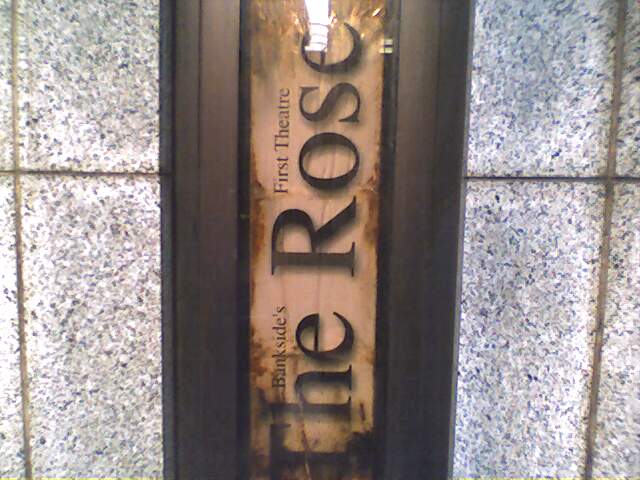 Bankside's First Theatre
The Rose